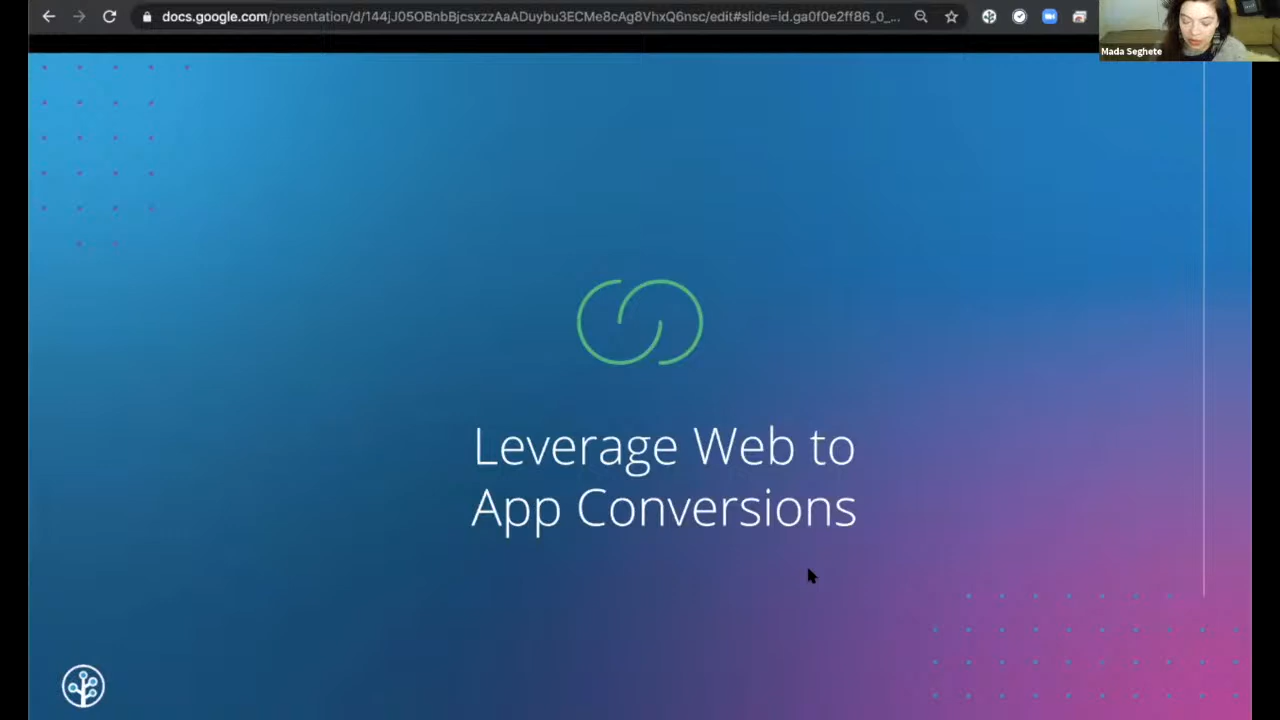 docs.google.com/presentation/d/144jJ05OBnbBjcsxzzAaADuybu3ECMe8cAg8VhxQ6nsc/edit#slide=id.ga0f0e2ff86_0_...
Mada Seghete
Leverage Web to
App Conversions